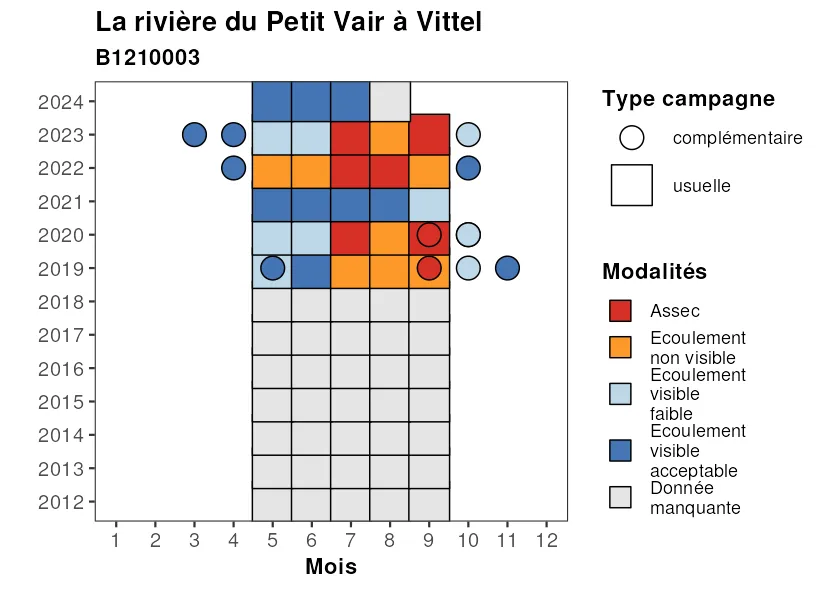 La rivière du Petit Vair à Vittel
B1210003
2024
2023
2022
2021
2020
2019
2018
2017
2016
2015
2014
2013
2012
1 2 3 4 5 6 7 8 9 10 11 12
Mois
Type campagne
complémentaire
usuelle
Modalités
Assec
Ecoulement
non visible
Ecoulement
visible
faible
Ecoulement
visible
acceptable
Donnée
manquante